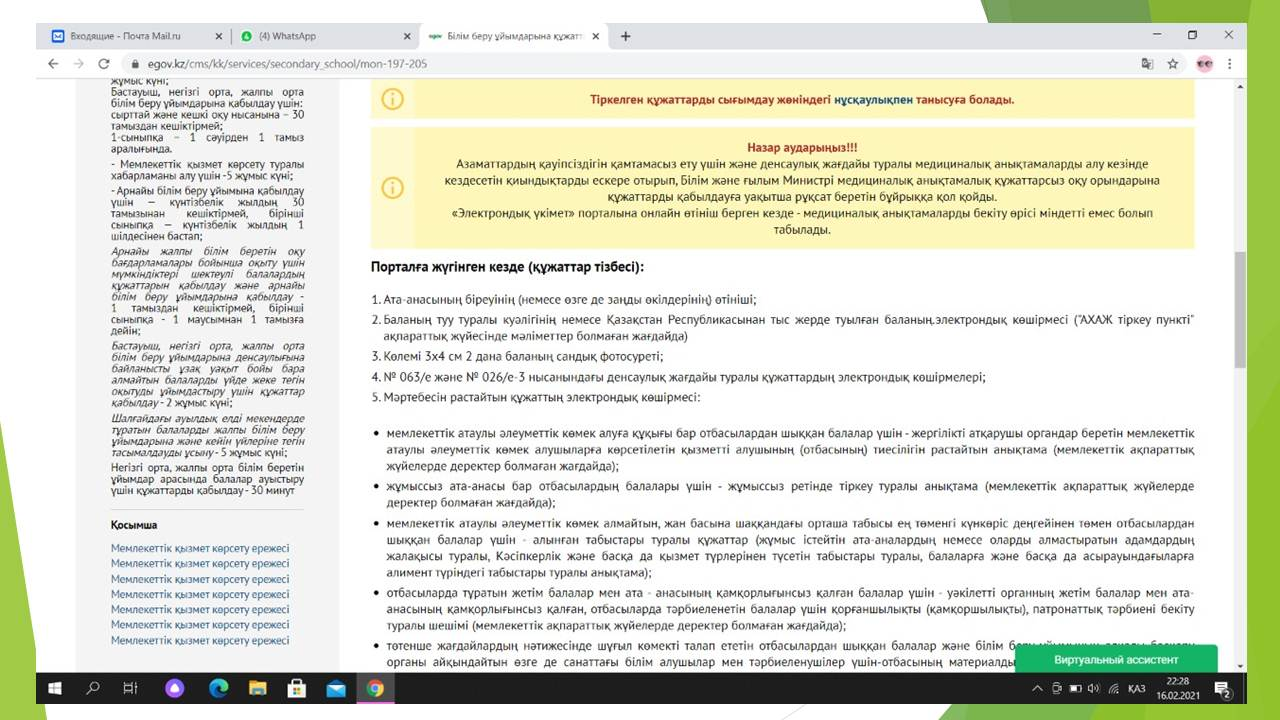 Входящие - Почта Mail.ru
(4) WhatsApp
Білім беру ұйымдарына құжатт
egov.kz/cms/kk/services/secondary_school/mon-197-205
жұмыс күні;
Бастауыш, негізгі орта, жалпы орта
білім беру ұйымдарына қабылдау үшін:
сырттай және кешкі оқу нысанына – 30
тамыздан кешіктірмей;
1-сыныпқа – 1 сәуірден 1 тамыз
аралығында.
- Мемлекеттік қызмет көрсету туралы
хабарламаны алу үшін -5 жұмыс күні;
- Арнайы білім беру ұйымына қабылдау
үшін — күнтізбелік жылдың 30
тамызынан кешіктірмей, бірінші
сыныпқа — күнтізбелік жылдың 1
шілдесінен бастап;
Арнайы жалпы білім беретін оқу
бағдарламалары бойынша оқыту үшін
мүмкіндіктері шектеулі балалардың
құжаттарын қабылдау және арнайы
білім беру ұйымдарына қабылдау -
1 тамыздан кешіктірмей, бірінші
сыныпқа - 1 маусымнан 1 тамызға
дейін;
Бастауыш, негізгі орта, жалпы орта
білім беру ұйымдарына денсаулығына
байланысты ұзақ уақыт бойы бара
алмайтын балаларды үйде жеке тегін
оқытуды ұйымдастыру үшін құжаттар
қабылдау - 2 жұмыс күні;
Шалғайдағы ауылдық елді мекендерде
тұратын балаларды жалпы білім беру
ұйымдарына және кейін үйлеріне тегін
тасымалдауды ұсыну - 5 жұмыс күні;
Негізгі орта, жалпы орта білім беретін
ұйымдар арасында балалар ауыстыру
үшін құжаттарды қабылдау - 30 минут
Қосымша
Мемлекеттік қызмет көрсету ережесі
Мемлекеттік қызмет көрсету ережесі
Мемлекеттік қызмет көрсету ережесі
Мемлекеттік қызмет көрсету ережесі
Мемлекеттік қызмет көрсету ережесі
Мемлекеттік қызмет көрсету ережесі
Мемлекеттік қызмет көрсету ережесі
Тіркелген құжаттарды сығымдау жөніндегі нұсқаулықпен танысуға болады.
Назар аударыңыз!!!
Азаматтардың қауіпсіздігін қамтамасыз ету үшін және денсаулық жағдайы туралы медициналық анықтамаларды алу кезінде
кездесетін қиындықтарды ескере отырып, Білім және ғылым Министрі медициналық анықтамалық құжаттарсыз оқу орындарына
құжаттарды қабылдауға уақытша рұқсат беретін бұйрыққа қол қойды.
«Электрондық үкімет» порталына онлайн өтініш берген кезде - медициналық анықтамаларды бекіту өрісі міндетті емес болып
табылады.
Порталға жүгінген кезде (құжаттар тізбесі):
1. Ата-анасының біреуінің (немесе өзге де заңды өкілдерінің) өтініші;
2. Баланың туу туралы куәлігінің немесе Қазақстан Республикасынан тыс жерде туылған баланың.электрондық көшірмесі ("АХАЖ тіркеу пункті"
ақпараттық жүйесінде мәліметтер болмаған жағдайда)
3. Көлемі 3х4 см 2 дана баланың сандық фотосуреті;
4. № 063/е және № 026/е-3 нысанындағы денсаулық жағдайы туралы құжаттардың электрондық көшірмелері;
5. Мәртебесін растайтын құжаттың электрондық көшірмесі:
• мемлекеттік атаулы әлеуметтік көмек алуға құқығы бар отбасылардан шыққан балалар үшін - жергілікті атқарушы органдар беретін мемлекеттік
атаулы әлеуметтік көмек алушыларға көрсетілетін қызметті алушының (отбасының) тиесілігін растайтын анықтама (мемлекеттік ақпараттық
жүйелерде деректер болмаған жағдайда);
• жұмыссыз ата-анасы бар отбасылардың балалары үшін - жұмыссыз ретінде тіркеу туралы анықтама (мемлекеттік ақпараттық жүйелерде
деректер болмаған жағдайда);
• мемлекеттік атаулы әлеуметтік көмек алмайтын, жан басына шаққандағы орташа табысы ең төменгі күнкөріс деңгейінен төмен отбасылардан
шыққан балалар үшін - алынған табыстары туралы құжаттар (жұмыс істейтін ата-аналардың немесе оларды алмастыратын адамдардың
жалақысы туралы, Кәсіпкерлік және басқа да қызмет түрлерінен түсетін табыстары туралы, балаларға және басқа да асырауындағыларға
алимент түріндегі табыстары туралы анықтама);
• отбасыларда тұратын жетім балалар мен ата - анасының қамқорлығынсыз қалған балалар үшін - уәкілетті органның жетім балалар мен ата-
анасының қамқорлығынсыз қалған, отбасыларда тәрбиеленетін балалар үшін қорғаншылықты (қамқоршылықты), патронаттық тәрбиені бекіту
туралы шешімі (мемлекеттік ақпараттық жүйелерде деректер болмаған жағдайда);
• төтенше жағдайлардың нәтижесінде шұғыл көмекті талап ететін отбасылардан шыққан балалар және білім
органы айқындайтын өзге де санаттағы білім алушылар мен тәрбиеленушілер үшін-отбасының
Виртуальный ассистент
ҚАЗ
22:28
16.02.2021
2